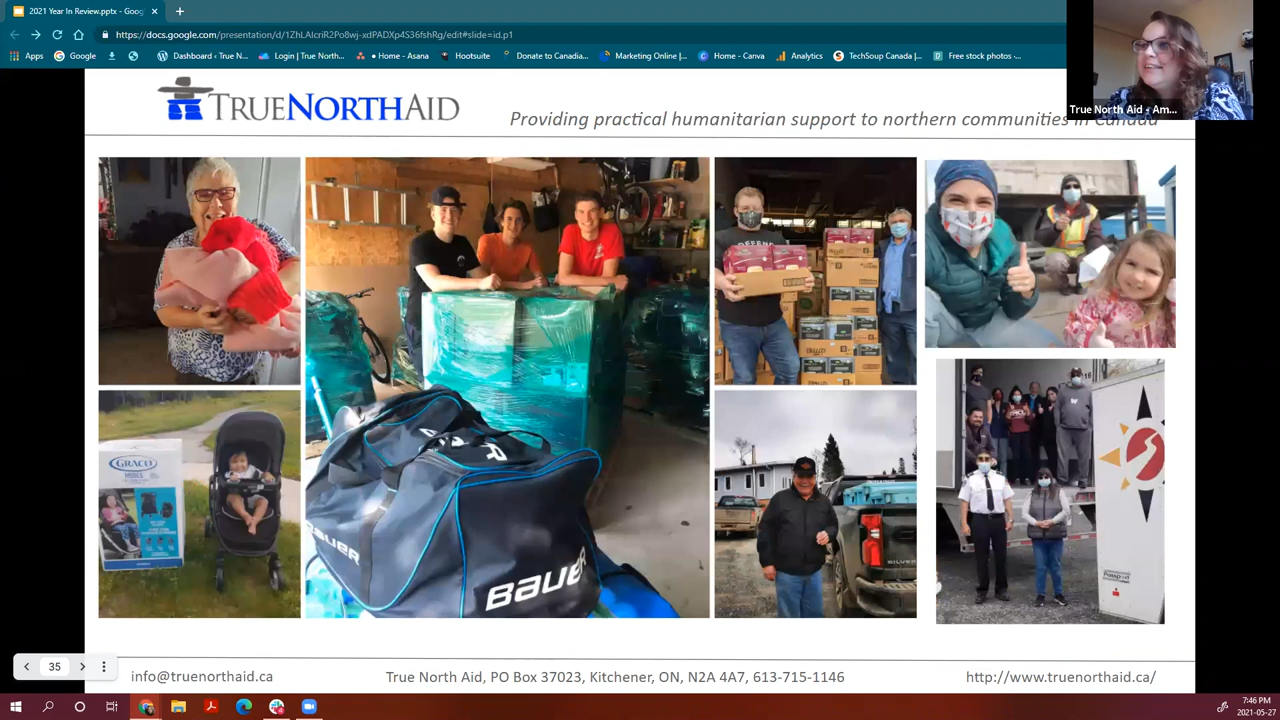 2021 Year In Review.pptx - Goog
https://docs.google.com/presentation/d/1ZhLAlcriR2Po8wj-xdPADXp4S36fshRg/edit#slide=id.p1
Apps
Google
Dashboard ‹ True N...
Login | True North...
• Home - Asana
Hootsuite
Donate to Canadia...
Marketing Online |...
Home - Canva
Analytics
TechSoup Canada |...
Free stock photos -...
True North Aid - Am...
TRUENORTHAID
Providing practical humanitarian support to northern communities in Canada
GRACO
MODES
BAUER
BAUER
35
info@truenorthaid.ca
True North Aid, PO Box 37023, Kitchener, ON, N2A 4A7, 613-715-1146
http://www.truenorthaid.ca/
7:46 PM
2021-05-27